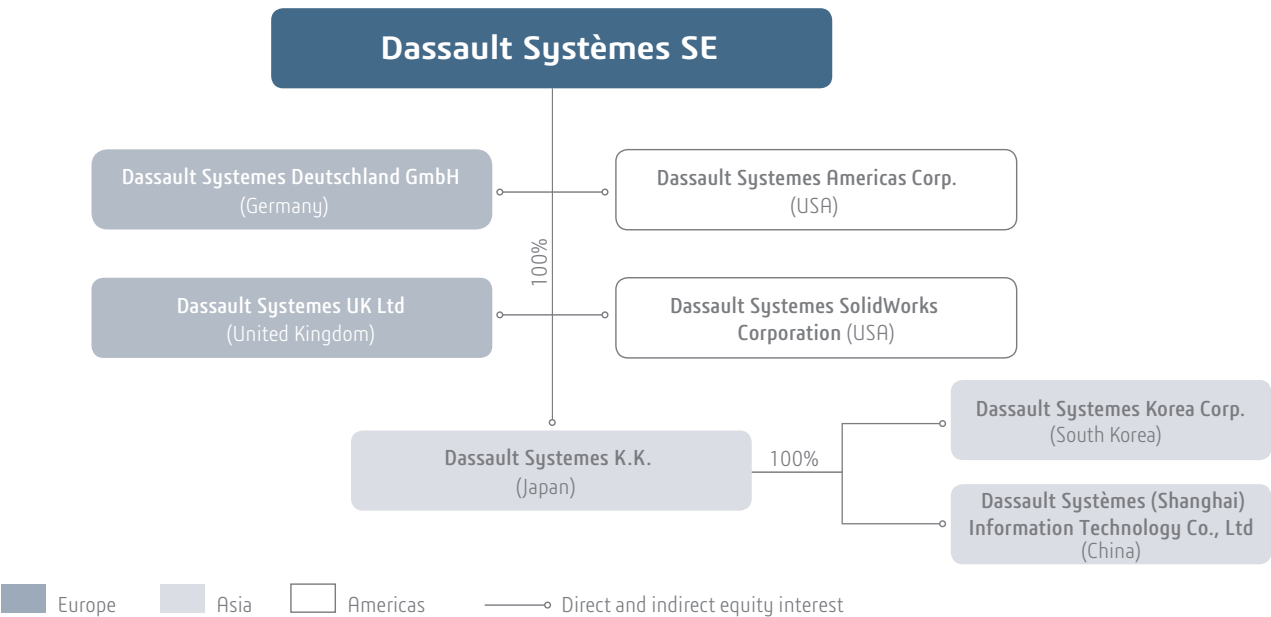 Dassault Systèmes SE
Dassault Systemes Deutschland GmbH
(Germany)
Dassault Systemes Americas Corp.
(USA)
100%
Dassault Systemes UK Ltd
(United Kingdom)
Dassault Systemes SolidWorks
Corporation (USA)
Dassault Systemes K.K.
(Japan)
100%
Dassault Systemes Korea Corp.
(South Korea)
Dassault Systèmes (Shanghai)
Information Technology Co., Ltd
(China)
Europe
Asia
Americas
Direct and indirect equity interest